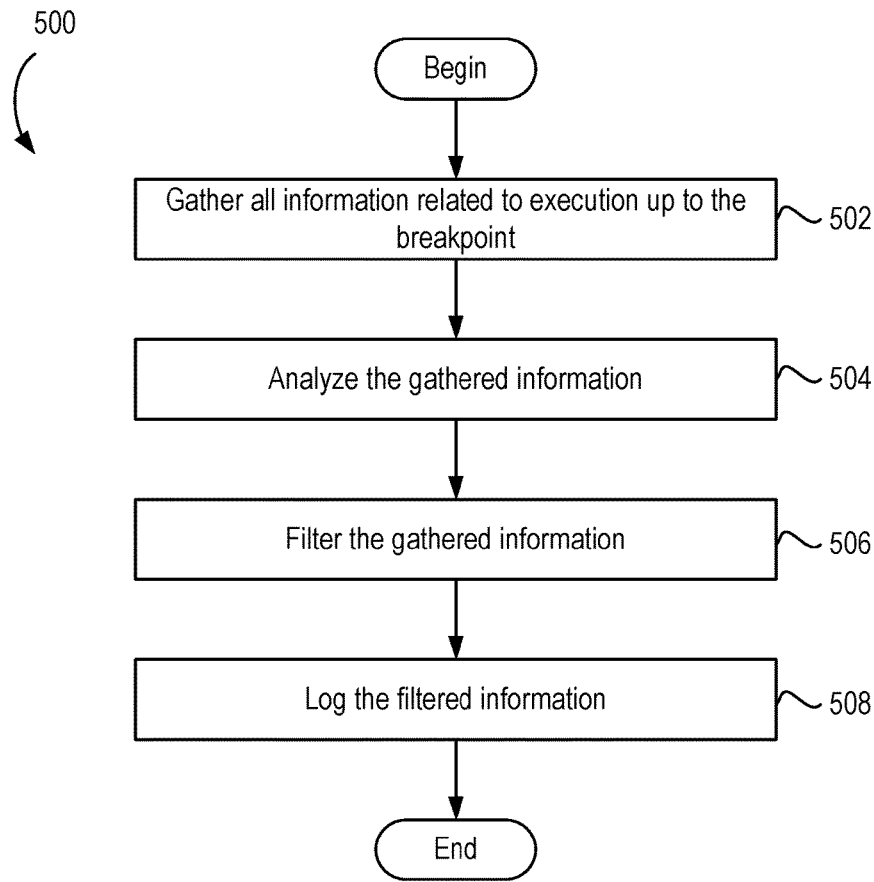 500
Begin
Gather all information related to execution up to the
breakpoint
502
Analyze the gathered information
504
Filter the gathered information
506
Log the filtered information
508
End